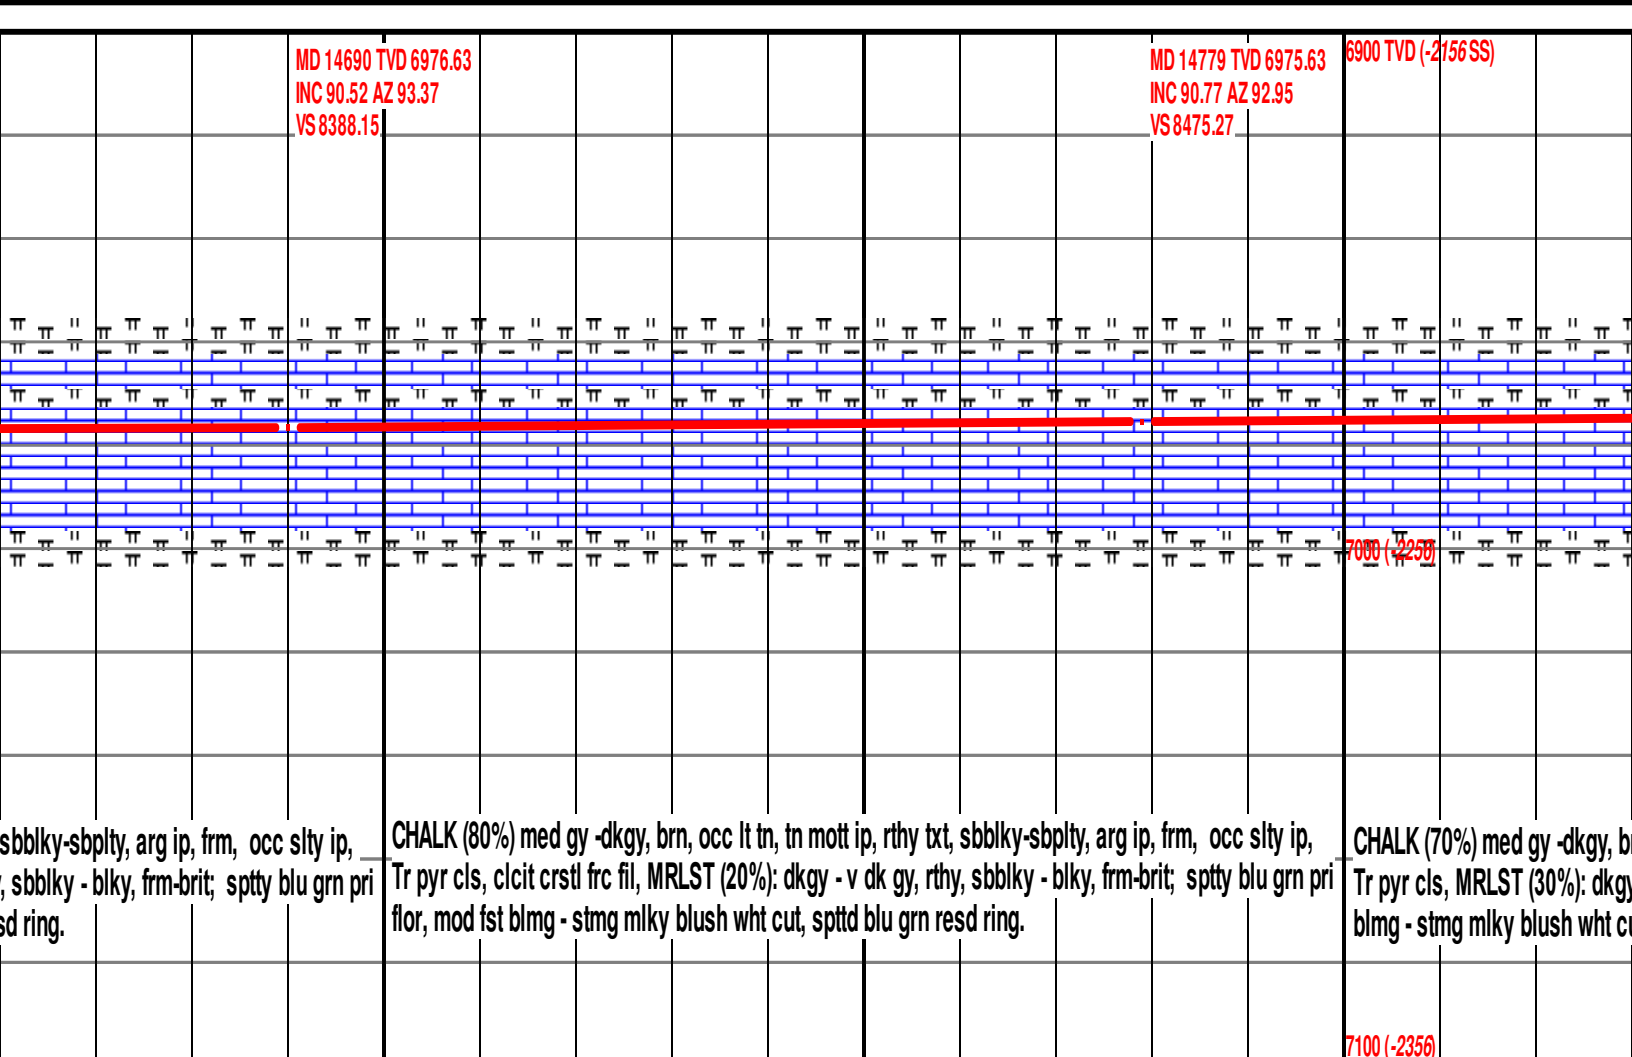 MD 14690 TVD 6976.63
INC 90.52 AZ 93.37
VS 8388.15
MD 14779 TVD 6975.63
INC 90.77 AZ 92.95
VS 8475.27
6900 TVD (-2156 SS)
7000 (-2256)
sbblky-sbplty, arg ip, frm, occ slty ip,
, sbblky - blky, frm-brit; sptty blu grn pri
sd ring.
CHALK (80%) med gy -dkgy, brn, occ lt tn, tn mott ip, rthy txt, sbblky-sbplty, arg ip, frm, occ slty ip,
Tr pyr cls, clcit crstl frc fil, MRLST (20%): dkgy - v dk gy, rthy, sbblky - blky, frm-brit; sptty blu grn pri
flor, mod fst blmg - stmg mlky blush wht cut, spttd blu grn resd ring.
CHALK (70%) med gy -dkgy, b
Tr pyr cls, MRLST (30%): dkgy
blmg - stmg mlky blush wht c
7100 (-2356)